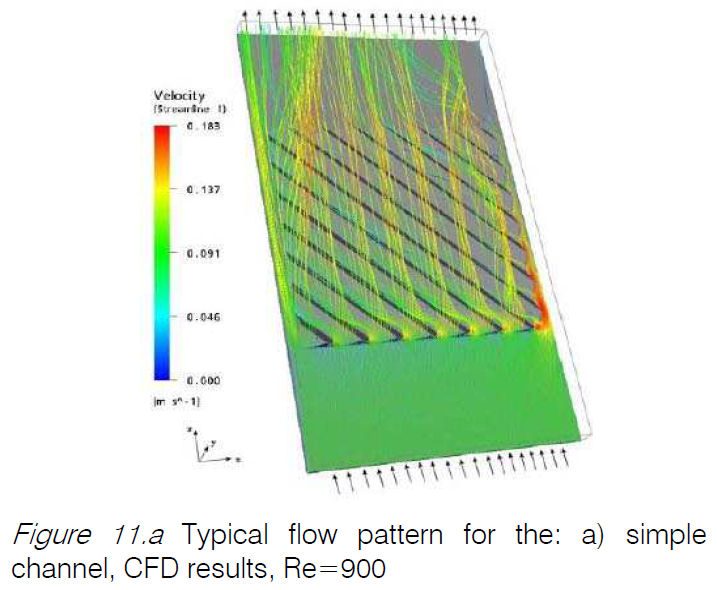 Velocity
(Streamline 1)
0.183
0.137
0.091
0.046
0.000
[m s^-1]
z
y
x
Figure 11.a Typical flow pattern for the: a) simple
channel, CFD results, Re=900